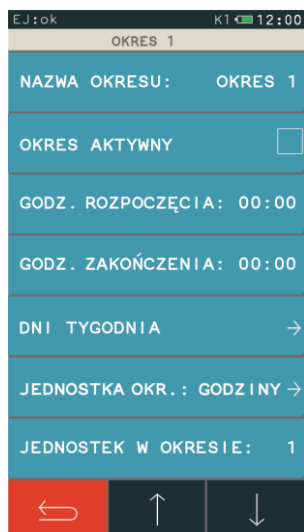 EJ:ok K1 12:00
OKRES 1
NAZWA OKRESU: OKRES 1
OKRES AKTYWNY
GODZ. ROZPOCZĘCIA: 00:00
GODZ. ZAKOŃCZENIA: 00:00
DNI TYGODNIA →
JEDNOSTKA OKR.: GODZINY →
JEDNOSTEK W OKRESIE: 1